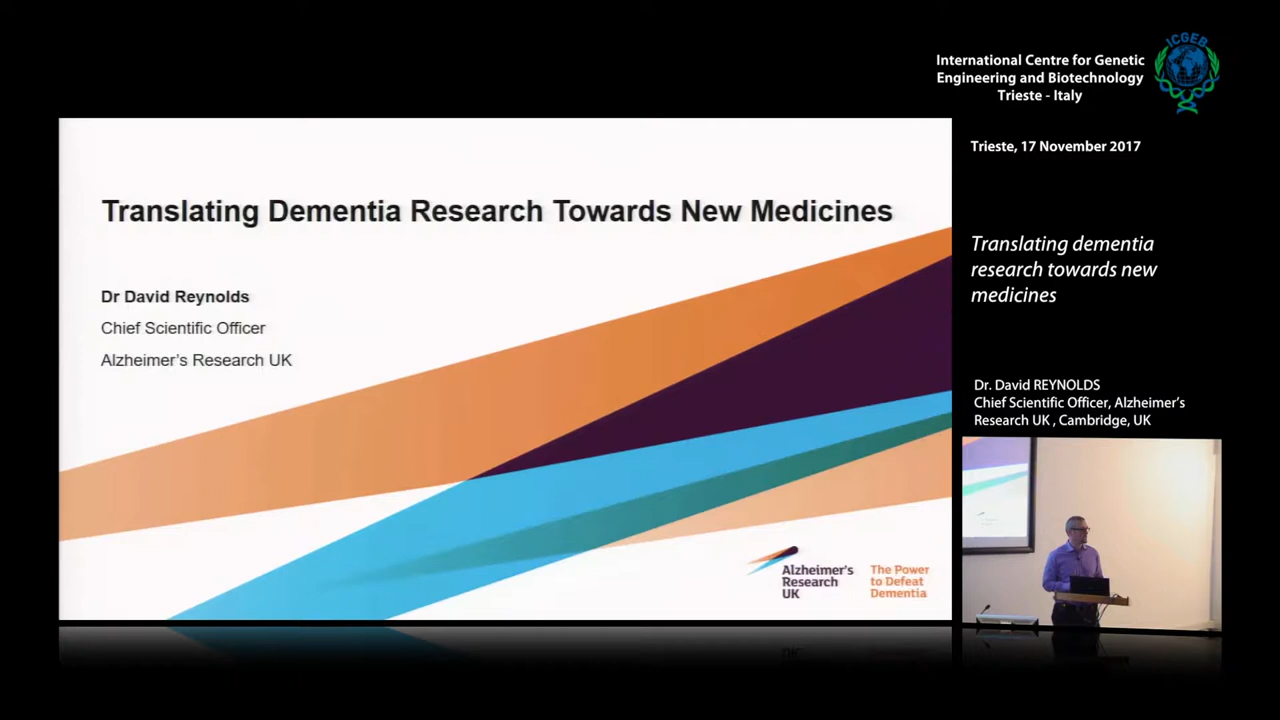 ICGEB
International Centre for Genetic
Engineering and Biotechnology
Trieste - Italy
Trieste, 17 November 2017
Translating Dementia Research Towards New Medicines
Dr David Reynolds
Chief Scientific Officer
Alzheimer's Research UK
Alzheimer's
Research
UK
The Power
to Defeat
Dementia
Translating dementia
research towards new
medicines
Dr. David REYNOLDS
Chief Scientific Officer, Alzheimer's
Research UK , Cambridge, UK